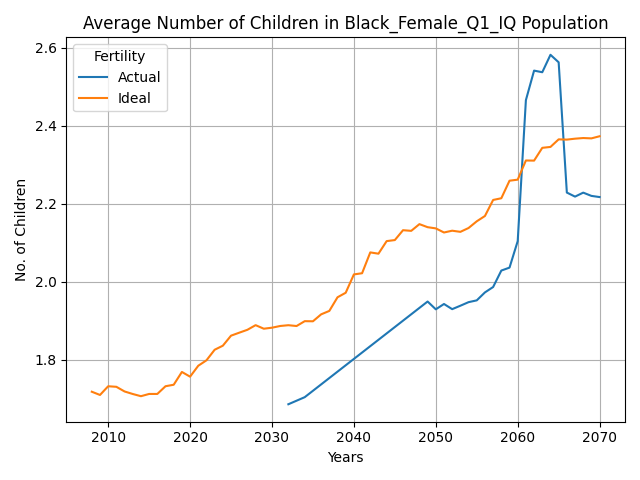 Average Number of Children in Black_Female_Q1_IQ Population
Fertility
Actual
Ideal
2.6
2.4
2.2
2.0
1.8
No. of Children
2010 2020 2030 2040 2050 2060 2070
Years